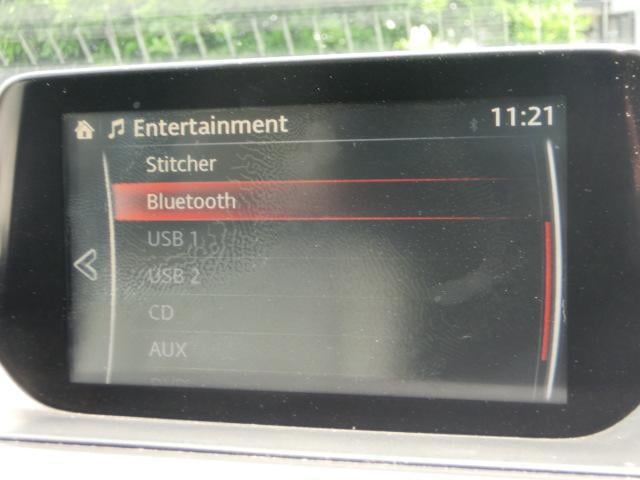 Entertainment 11:21
Stitcher
Bluetooth
USB 1
USB 2
CD
AUX